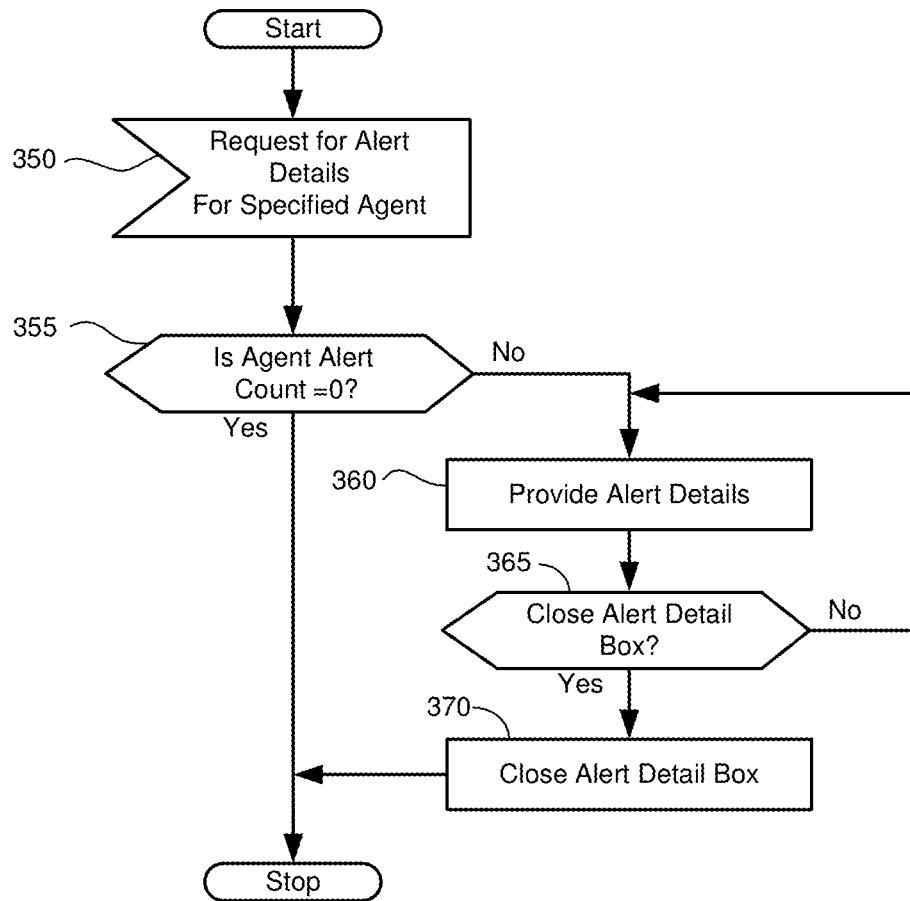 Start
350
Request for Alert
Details
For Specified Agent
355
Is Agent Alert
Count =0?
No
Yes
360
Provide Alert Details
365
Close Alert Detail
Box?
No
Yes
370
Close Alert Detail Box
Stop